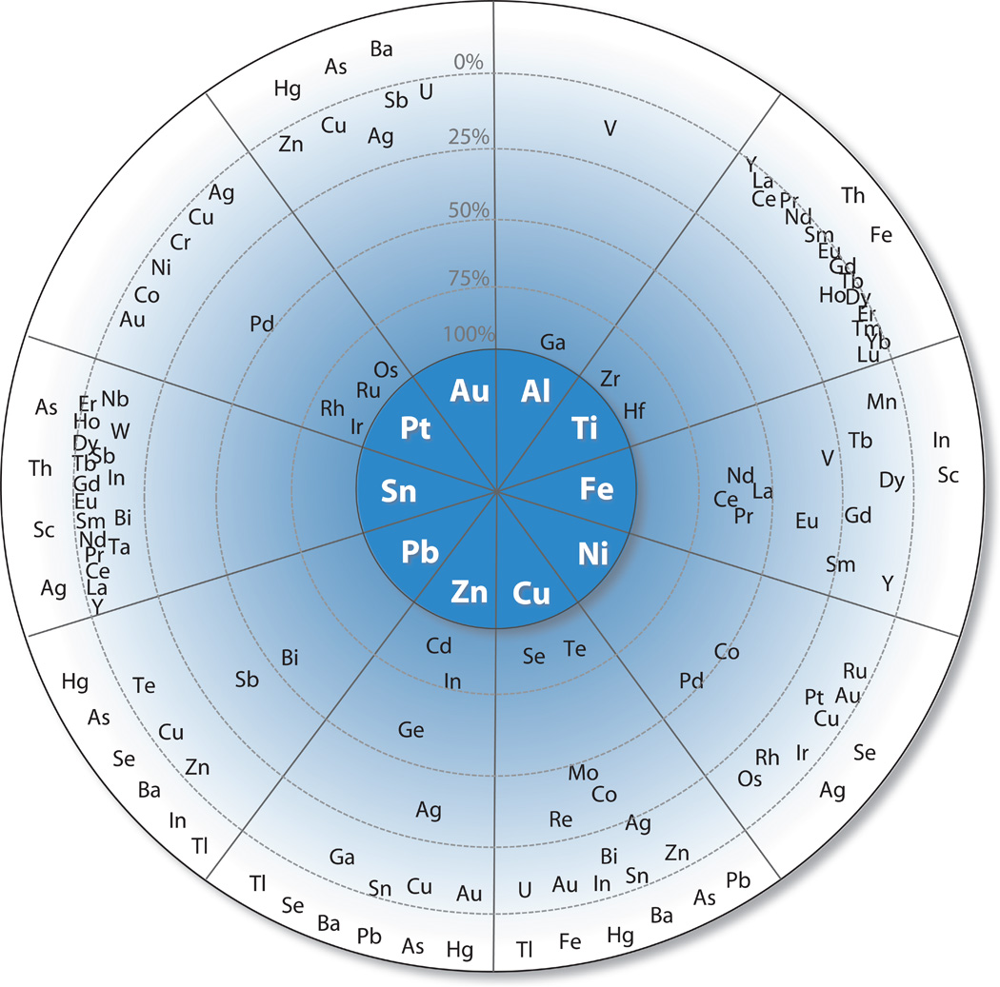 0%
25%
50%
75%
100%
Au
Al
Ti
Fe
Ni
Cu
Zn
Pb
Sn
Pt
Ba
As
Hg
U
Sb
Cu
Ag
Zn
V
Ga
Y
La
Ce
Pr
Nd
Sm
Eu
Gd
Tb
Ho
Dy
Er
Tm
Yb
Lu
Th
Fe
Zr
Hf
Mn
Tb
In
V
Sc
Nd
La
Dy
Ce
Pr
Eu
Gd
Sm
Y
Co
Pd
Ru
Pt
Au
Cu
Rh
Ir
Os
Se
Ag
Se
Te
Mo
Co
Re
Ag
Bi
Zn
U
Au
In
Sn
Pb
As
Ba
Hg
Fe
Tl
Cd
In
Ge
Ag
Ga
Sn
Cu
Au
Tl
Se
Ba
Pb
As
Hg
Bi
Sb
Te
Cu
Zn
Hg
As
Se
Ba
In
Tl
As
Er
Nb
Ho
W
Dy
Sb
Th
Tb
In
Gd
Eu
Sm
Bi
Sc
Nd
Ta
Pr
Ce
Ag
La
Y
Ag
Cu
Cr
Ni
Co
Au
Pd
Os
Ru
Rh
Ir